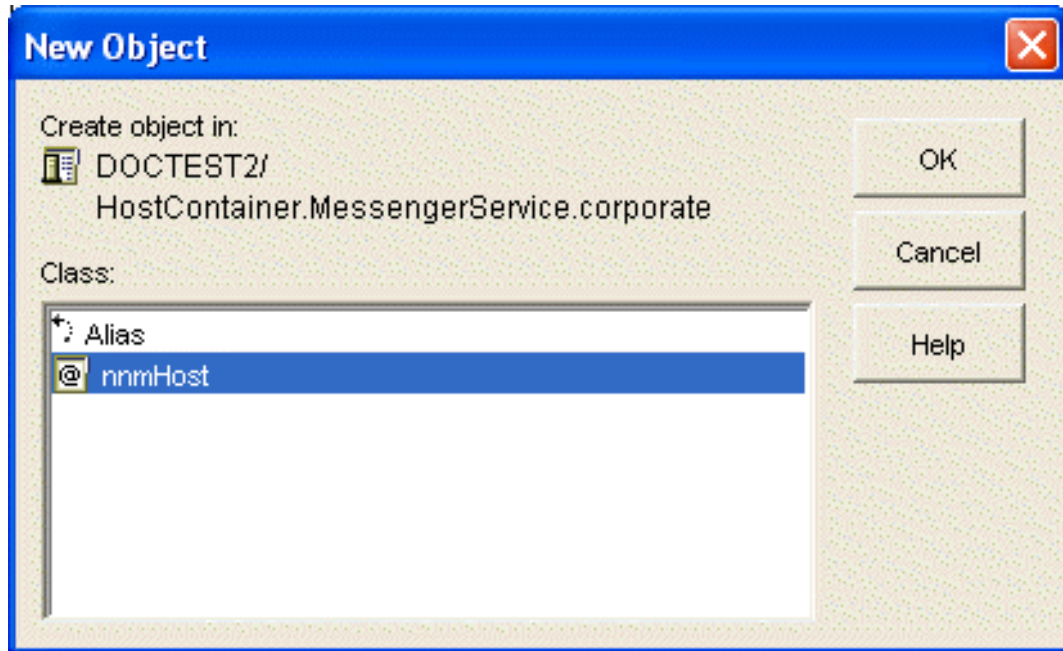 New Object
Create object in:
DOCTEST2/
HostContainer.MessengerService.corporate
Class:
Alias
@ nnmHost
OK
Cancel
Help